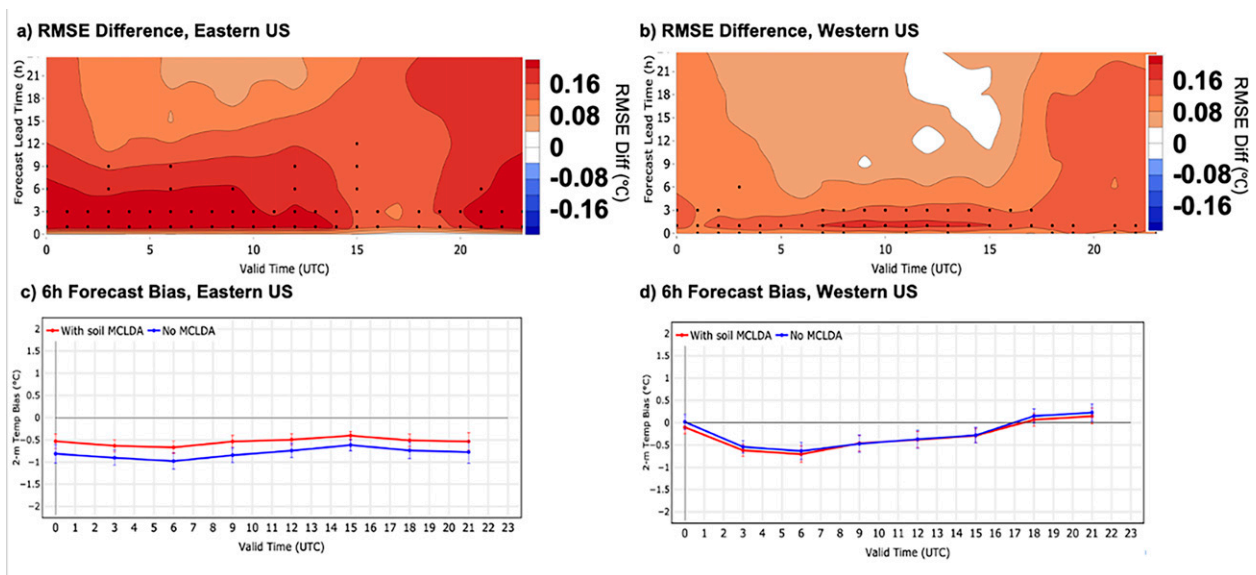 a) RMSE Difference, Eastern US
Forecast Lead Time (h)
21
18
15
12
9
6
3
0
0 5 10 15 20
Valid Time (UTC)
0.16
0.08
0
-0.08
-0.16
RMSE Diff (°C)
b) RMSE Difference, Western US
Forecast Lead Time (h)
21
18
15
12
9
6
3
0
0 5 10 15 20
Valid Time (UTC)
0.16
0.08
0
-0.08
-0.16
RMSE Diff (°C)
c) 6h Forecast Bias, Eastern US
With soil MCLDA No MCLDA
2-m Temp Bias (°C)
2
1.5
1
0.5
0
−0.5
−1
−1.5
−2
0 1 2 3 4 5 6 7 8 9 10 11 12 13 14 15 16 17 18 19 20 21 22 23
Valid Time (UTC)
d) 6h Forecast Bias, Western US
With soil MCLDA No MCLDA
2-m Temp Bias (°C)
2
1.5
1
0.5
0
−0.5
−1
−1.5
−2
0 1 2 3 4 5 6 7 8 9 10 11 12 13 14 15 16 17 18 19 20 21 22 23
Valid Time (UTC)